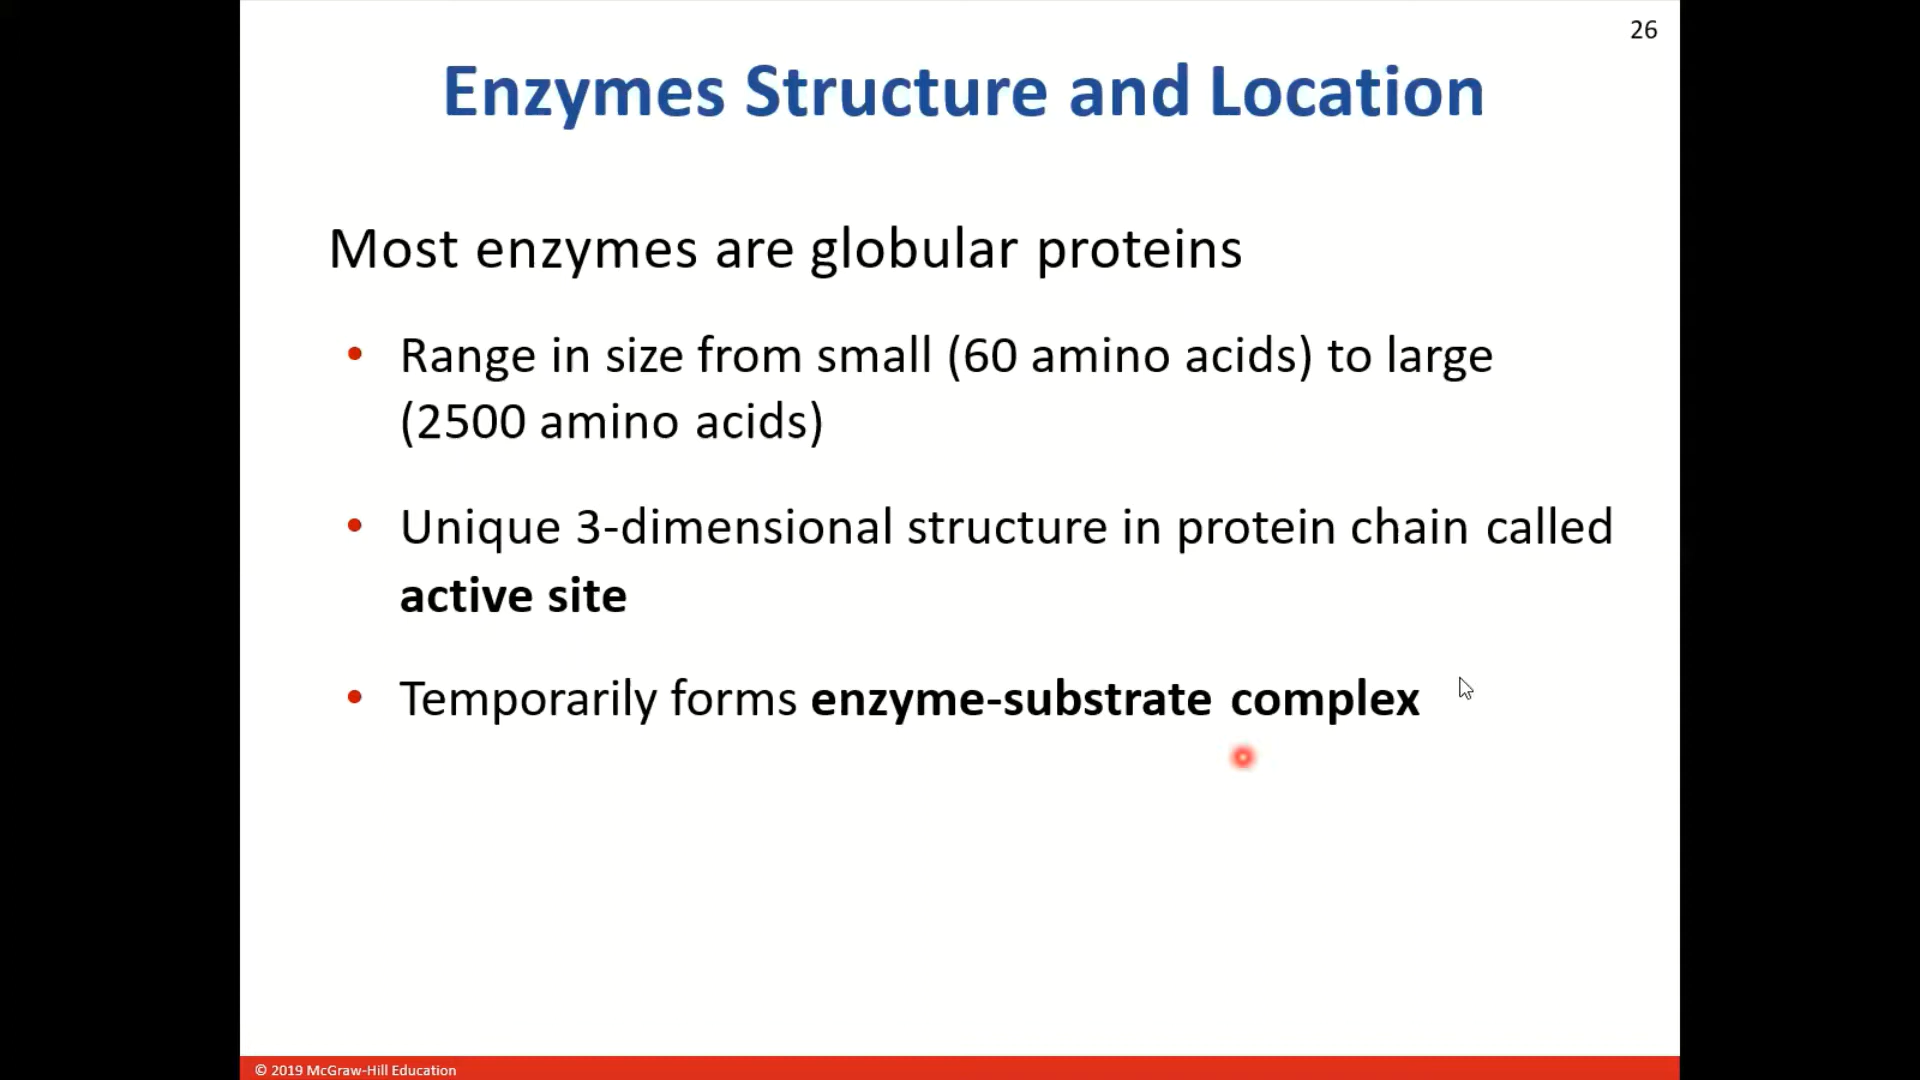 26
Enzymes Structure and Location
Most enzymes are globular proteins
• Range in size from small (60 amino acids) to large
(2500 amino acids)
• Unique 3-dimensional structure in protein chain called
active site
• Temporarily forms enzyme-substrate complex
© 2019 McGraw-Hill Education